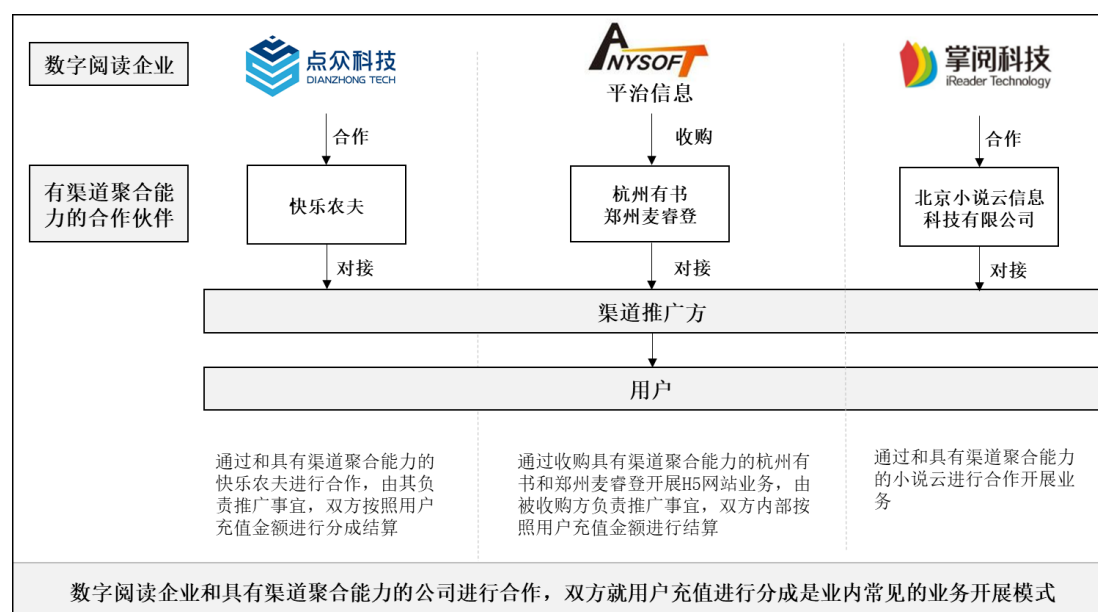 数字阅读企业
点众科技
DIANZHONG TECH
ANYSOFT
平治信息
掌阅科技
iReader Technology
合作
收购
合作
有渠道聚合能
力的合作伙伴
快乐农夫
杭州有书
郑州麦睿登
北京小说云信息
科技有限公司
对接
对接
对接
渠道推广方
用户
通过和具有渠道聚合能力的
快乐农夫进行合作，由其负
责推广事宜，双方按照用户
充值金额进行分成结算
通过收购具有渠道聚合能力的杭州有
书和郑州麦睿登开展H5网站业务，由
被收购方负责推广事宜，双方内部按
照用户充值金额进行结算
通过和具有渠道聚合能力
的小说云进行合作开展业
务
数字阅读企业和具有渠道聚合能力的公司进行合作，双方就用户充值进行分成是业内常见的业务开展模式